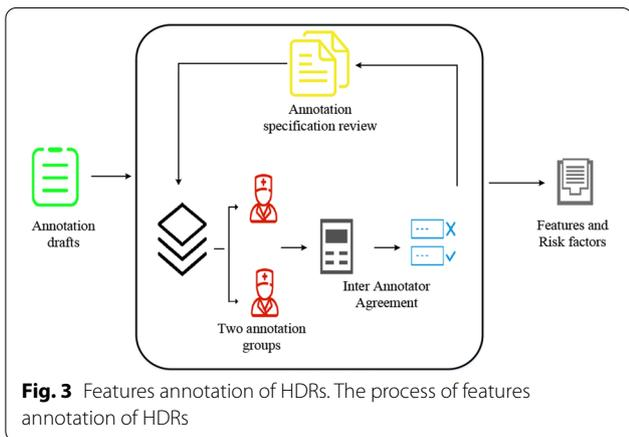 Annotation
specification review
Annotation
drafts
Two annotation
groups
Inter Annotator
Agreement
Features and
Risk factors
Fig. 3 Features annotation of HDRs. The process of features
annotation of HDRs